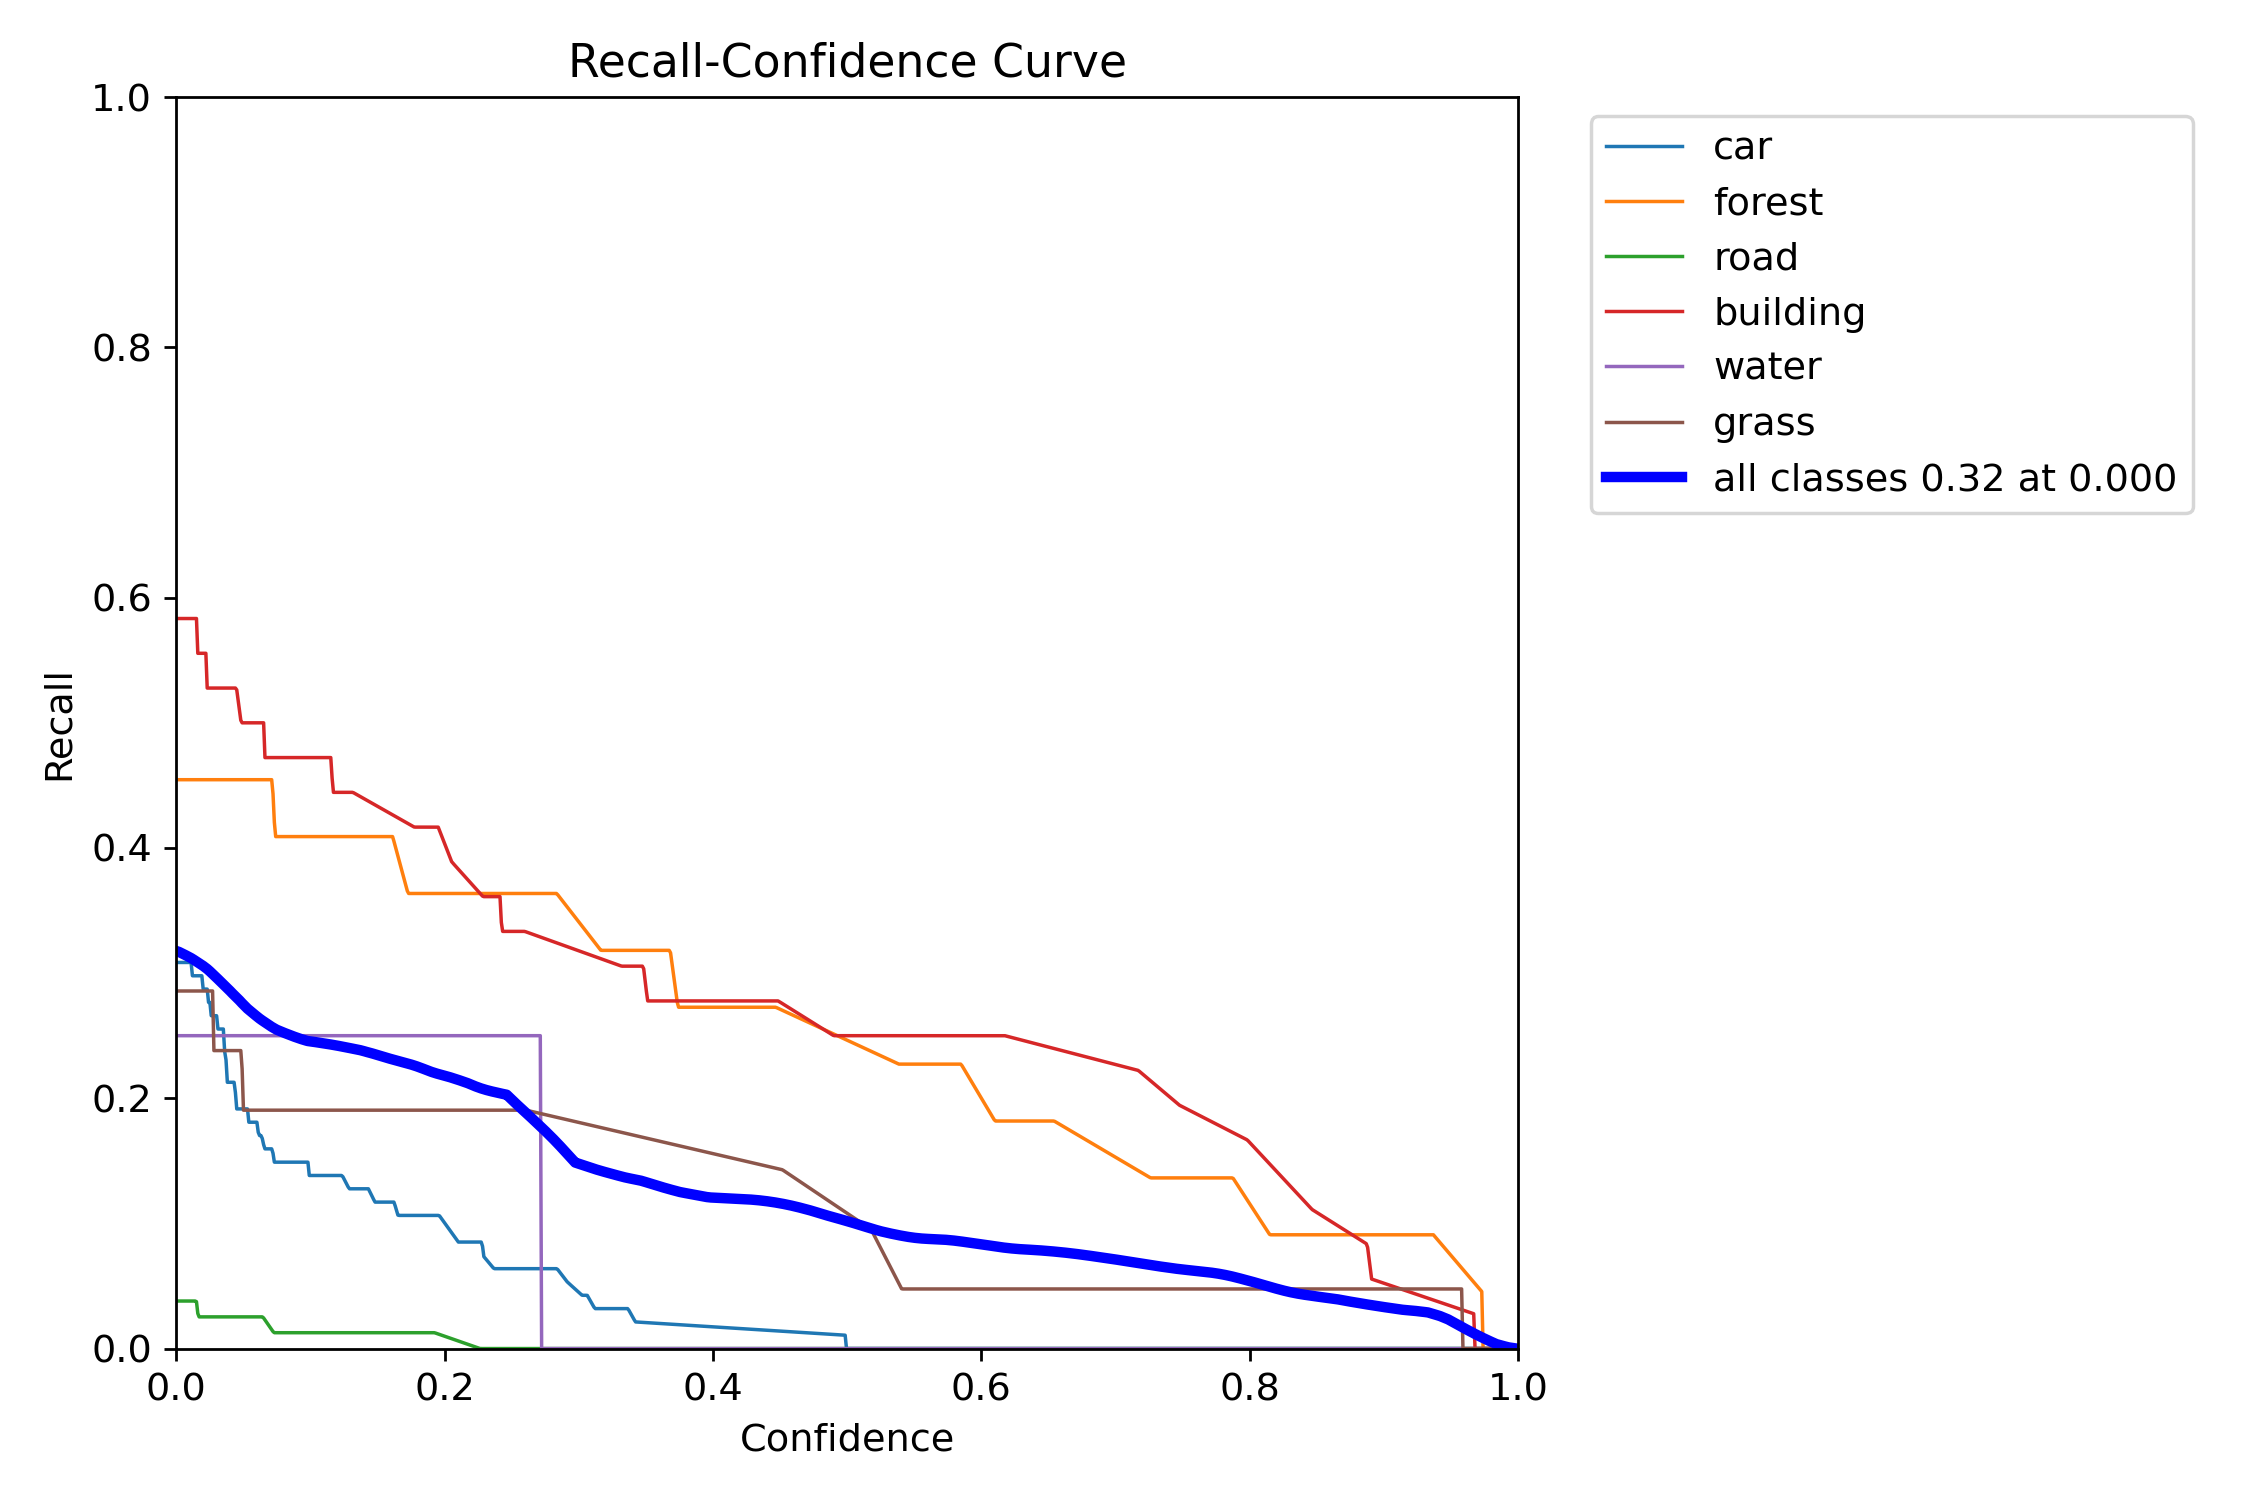 Recall-Confidence Curve
1.0
0.8
0.6
0.4
0.2
0.0
Recall
0.0 0.2 0.4 0.6 0.8 1.0
Confidence
car
forest
road
building
water
grass
all classes 0.32 at 0.000